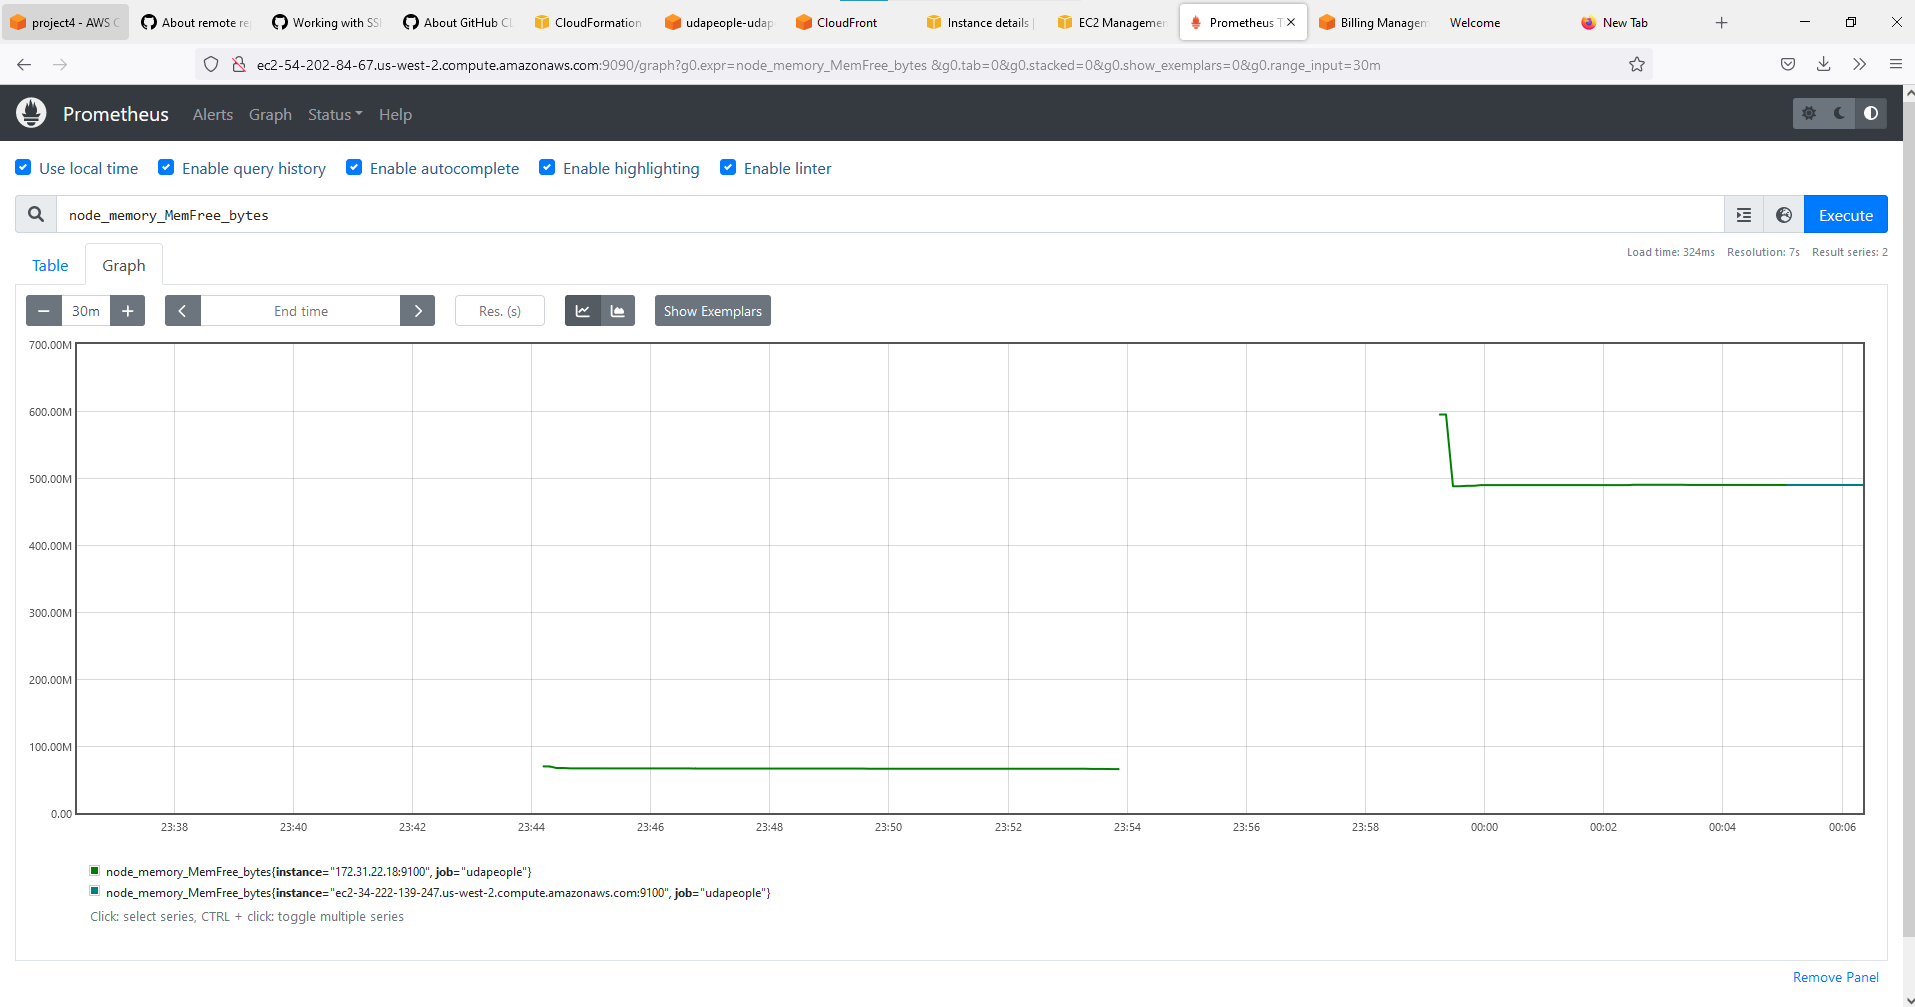 project4 - AWS C
About remote re
Working with SSH
About GitHub CL
CloudFormation
udapeople-udap
CloudFront
Instance details |
EC2 Managemen
Prometheus T
Billing Managem
Welcome
New Tab
ec2-54-202-84-67.us-west-2.compute.amazonaws.com:9090/graph?g0.expr=node_memory_MemFree_bytes &g0.tab=0&g0.stacked=0&g0.show_exemplars=0&g0.range_input=30m
Prometheus Alerts Graph Status Help
Use local time Enable query history Enable autocomplete Enable highlighting Enable linter
node_memory_MemFree_bytes
Execute
Load time: 324ms Resolution: 7s Result series: 2
Table Graph
30m
End time
Res. (s)
Show Exemplars
700.00M
600.00M
500.00M
400.00M
300.00M
200.00M
100.00M
0.00
23:38 23:40 23:42 23:44 23:46 23:48 23:50 23:52 23:54 23:56 23:58 00:00 00:02 00:04 00:06
node_memory_MemFree_bytes{instance="172.31.22.18:9100", job="udapeople"}
node_memory_MemFree_bytes{instance="ec2-34-222-139-247.us-west-2.compute.amazonaws.com:9100", job="udapeople"}
Click: select series, CTRL + click: toggle multiple series
Remove Panel